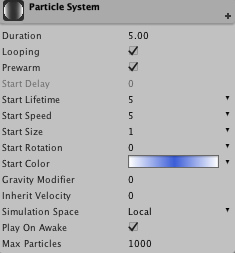 Particle System
Duration 5.00
Looping
Prewarm
Start Delay 0
Start Lifetime 5
Start Speed 5
Start Size 1
Start Rotation 0
Start Color
Gravity Modifier 0
Inherit Velocity 0
Simulation Space Local
Play On Awake
Max Particles 1000